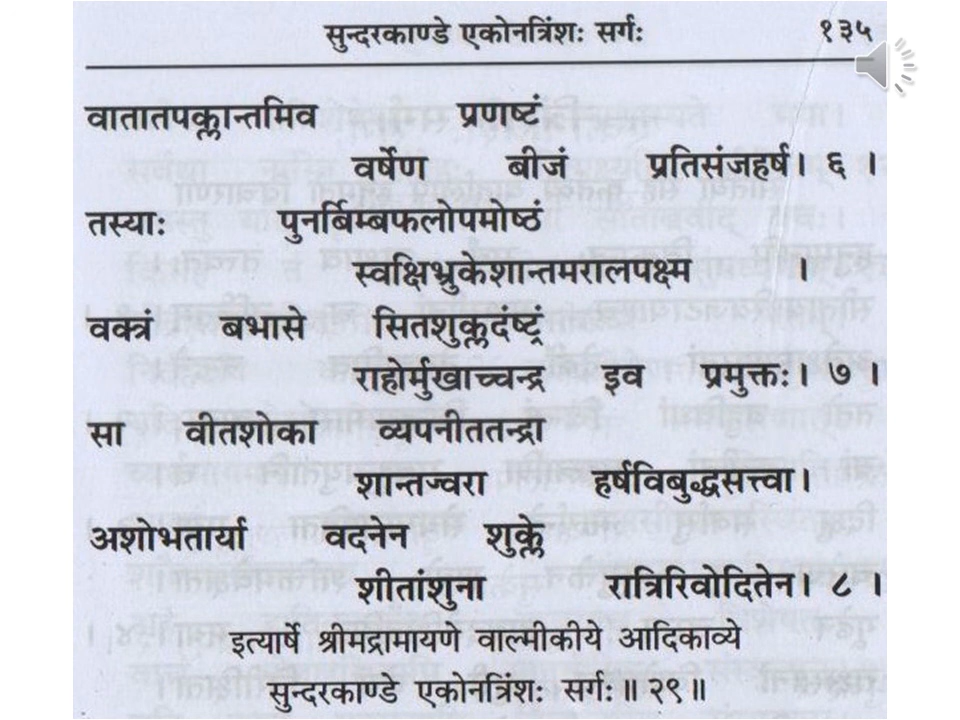 सुन्दरकाण्डे एकोनत्रिंशः सर्गः १३५
वातातपक्लान्तमिव प्रणष्टं
वर्षेण बीजं प्रतिसंजहर्ष। ६ ।
तस्याः पुनर्बिम्बफलोपमोष्ठं
स्वक्षिभ्रुकेशान्तमरालपक्ष्म ।
वक्त्रं बभासे सितशुक्लदंष्ट्रं
राहोर्मुखाच्चन्द्र इव प्रमुक्तः। ७ ।
सा वीतशोका व्यपनीततन्द्री
शान्तज्वरा हर्षविबुद्धसत्त्वा।
अशोभतार्या वदनेन शुक्ले
शीतांशुना रात्रिरिवोदितेन। ८ ।
इत्यार्षे श्रीमद्रामायणे वाल्मीकीये आदिकाव्ये
सुन्दरकाण्डे एकोनत्रिंशः सर्गः॥ २९॥